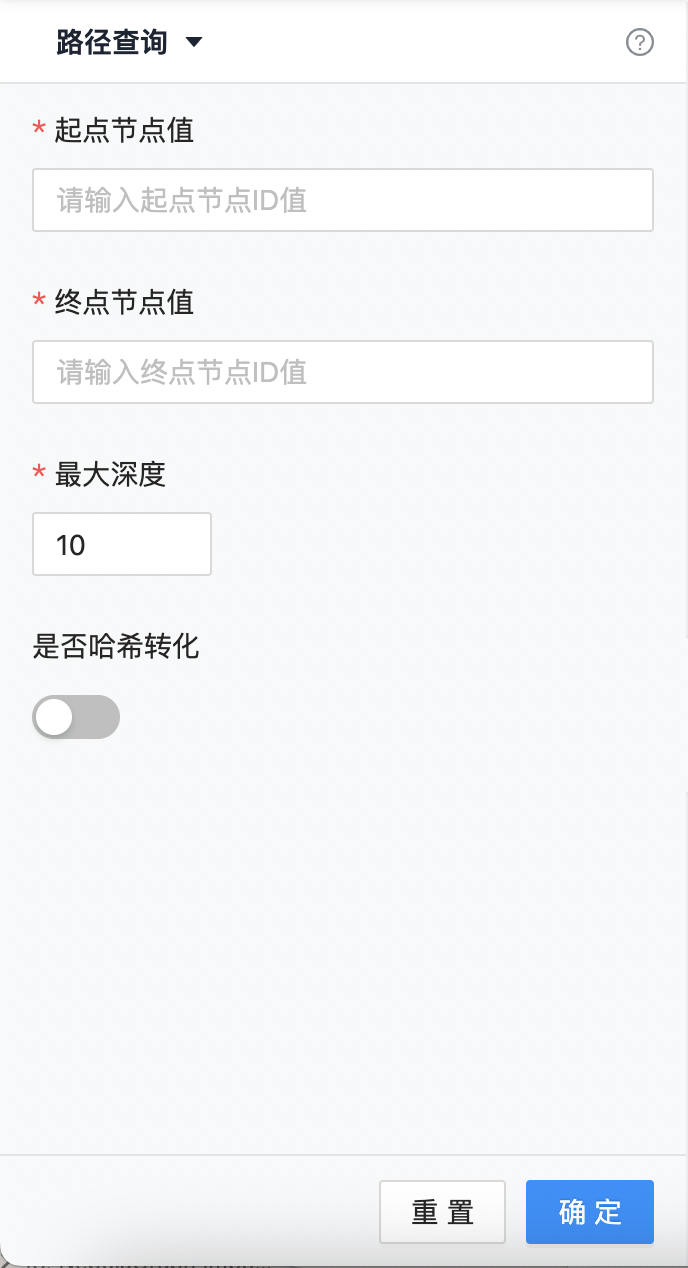 路径查询
?
* 起点节点值
请输入起点节点ID值
* 终点节点值
请输入终点节点ID值
* 最大深度
10
是否哈希转化
重 置
确 定